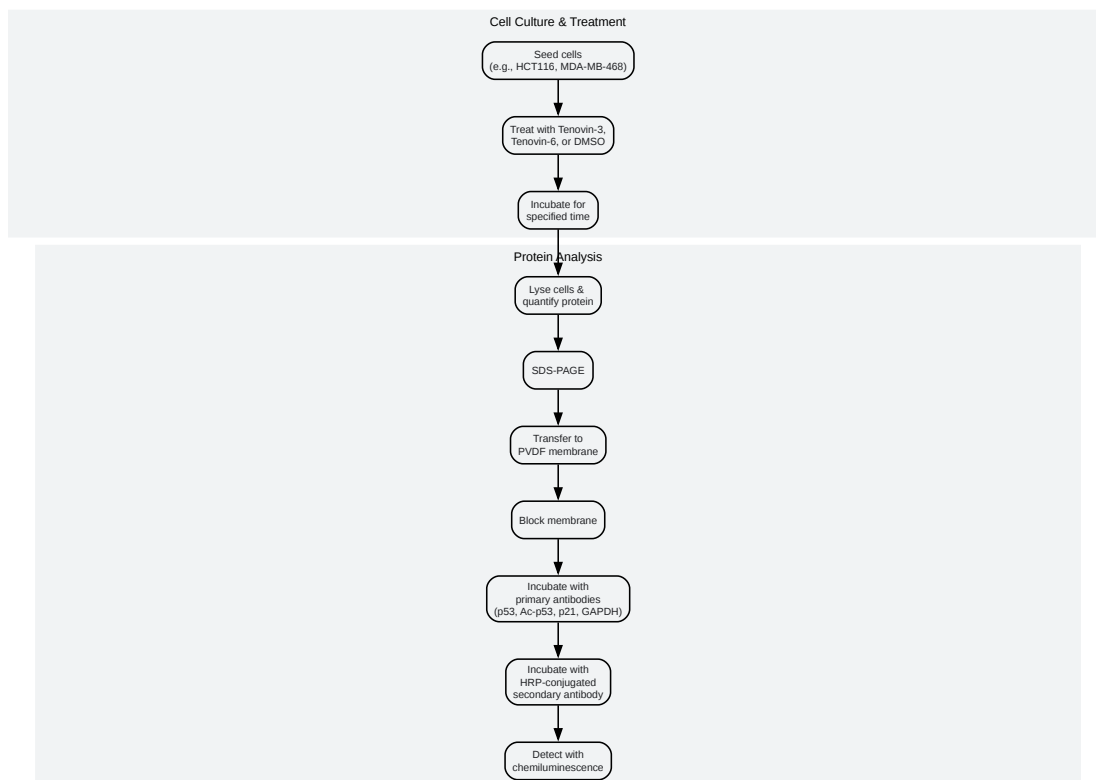 Cell Culture & Treatment
Seed cells
(e.g., HCT116, MDA-MB-468)
Treat with Tenovin-3,
Tenovin-6, or DMSO
Incubate for
specified time
Protein Analysis
Lyse cells &
quantify protein
SDS-PAGE
Transfer to
PVDF membrane
Block membrane
Incubate with
primary antibodies
(p53, Ac-p53, p21, GAPDH)
Incubate with
HRP-conjugated
secondary antibody
Detect with
chemiluminescence